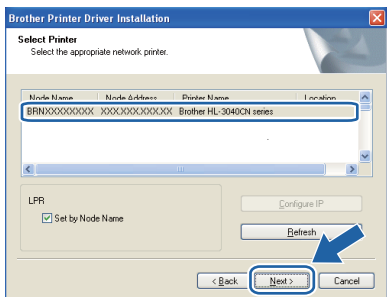 Brother Printer Driver Installation
Select Printer
Select the appropriate network printer.
Node Name Node Address Printer Name Location
BRNXXXXXXXXX XXX.XXX.XXX.XX Brother HL-3040CN series
LPR
Set by Node Name
Configure IP
Refresh
< Back Next > Cancel